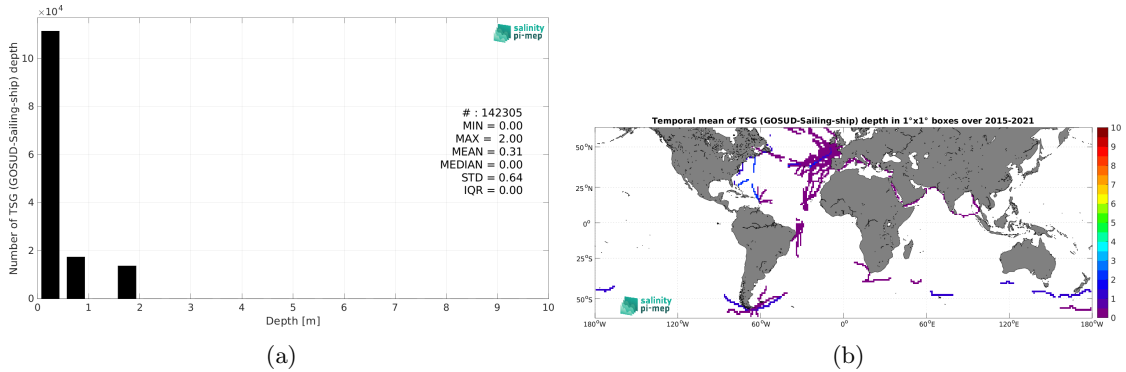 ×10⁴
salinity
pi-mep
Number of TSG (GOSUD-Sailing-ship) depth
10
8
6
4
2
0
# : 142305
MIN = 0.00
MAX = 2.00
MEAN = 0.31
MEDIAN = 0.00
STD = 0.64
IQR = 0.00
0 1 2 3 4 5 6 7 8 9 10
Depth [m]
(a)
Temporal mean of TSG (GOSUD-Sailing-ship) depth in 1°x1° boxes over 2015-2021
50°N
25°N
0°
25°S
50°S
180°W 120°W 60°W 0° 60°E 120°E 180°W
salinity
pi-mep
10
9
8
7
6
5
4
3
2
1
0
(b)